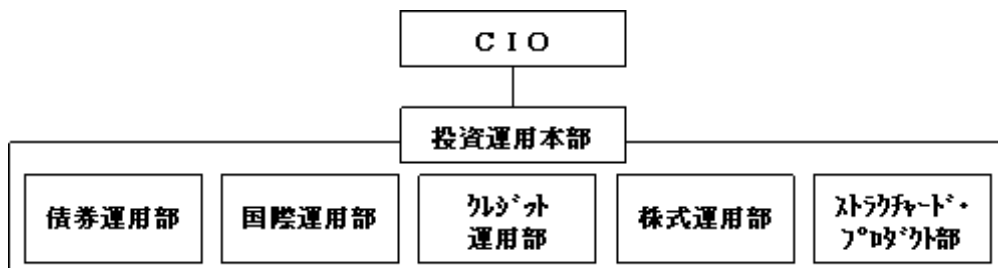 ＣＩＯ
投資運用本部
債券運用部
国際運用部
ｸﾚｼﾞｯﾄ
運用部
株式運用部
ｽﾄﾗｸﾁｬｰﾄﾞ･
ﾌﾟﾛﾀﾞｸﾄ部